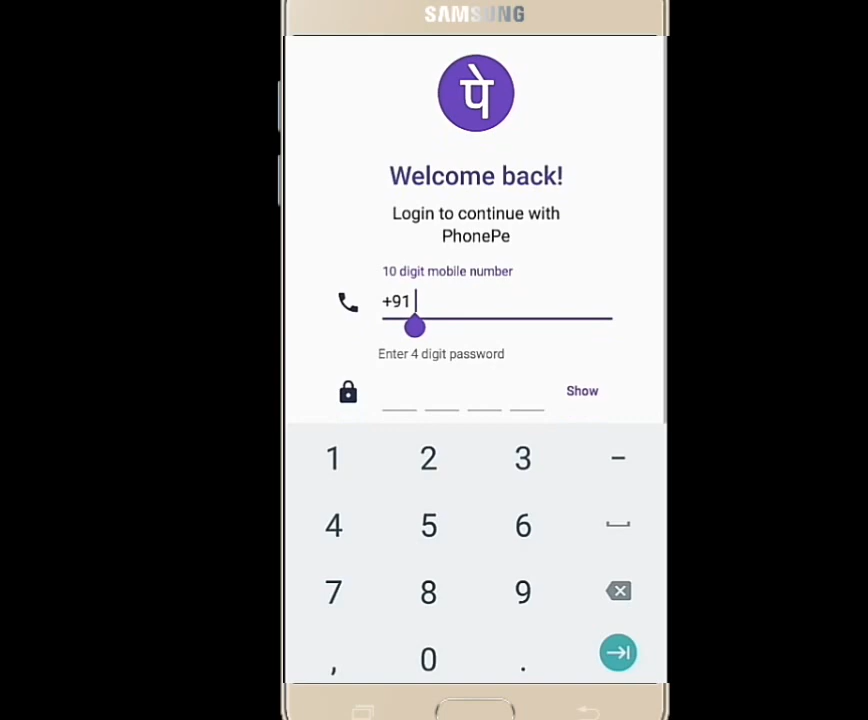 SAMSUNG
पे
Welcome back!
Login to continue with
PhonePe
10 digit mobile number
+91
Enter 4 digit password
Show
1 2 3 -
4 5 6
7 8 9
, 0 .